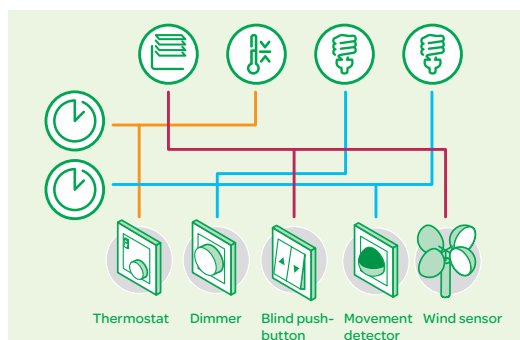 Thermostat
Dimmer
Blind push-
button
Movement
detector
Wind sensor